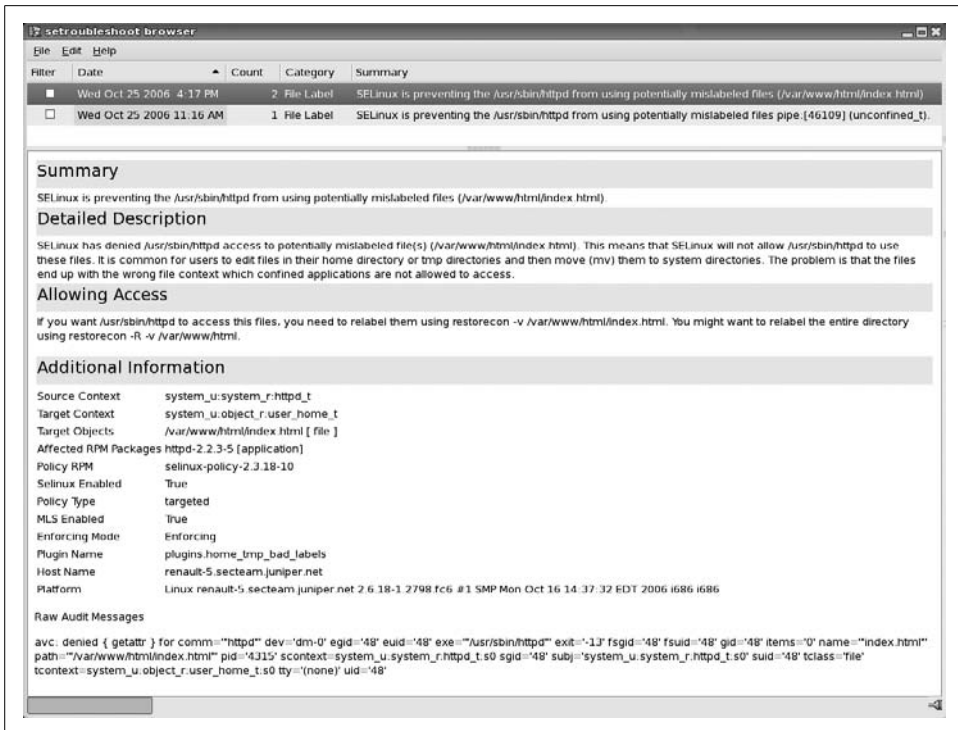 setroubleshoot browser
File Edit Help
Filter Date Count Category Summary
Wed Oct 25 2006 4:17 PM 2 File Label SELinux is preventing the /usr/sbin/httpd from using potentially mislabeled files (/var/www/html/index.html)
Wed Oct 25 2006 11:16 AM 1 File Label SELinux is preventing the /usr/sbin/httpd from using potentially mislabeled files pipe.[46109] (unconfined_t).
Summary
SELinux is preventing the /usr/sbin/httpd from using potentially mislabeled files (/var/www/html/index.html).
Detailed Description
SELinux has denied /usr/sbin/httpd access to potentially mislabeled file(s) (/var/www/html/index.html). This means that SELinux will not allow /usr/sbin/httpd to use
these files. It is common for users to edit files in their home directory or tmp directories and then move (mv) them to system directories. The problem is that the files
end up with the wrong file context which confined applications are not allowed to access.
Allowing Access
If you want /usr/sbin/httpd to access this files, you need to relabel them using restorecon -v /var/www/html/index.html. You might want to relabel the entire directory
using restorecon -R -v /var/www/html.
Additional Information
Source Context system_u:system_r:httpd_t
Target Context system_u:object_r:user_home_t
Target Objects /var/www/html/index.html [ file ]
Affected RPM Packages httpd-2.2.3-5 [application]
Policy RPM selinux-policy-2.3.18-10
Selinux Enabled True
Policy Type targeted
MLS Enabled True
Enforcing Mode Enforcing
Plugin Name plugins.home_tmp_bad_labels
Host Name renault-5.secteam.juniper.net
Platform Linux renault-5.secteam.juniper.net 2.6.18-1.2798.fc6 #1 SMP Mon Oct 16 14:37:32 EDT 2006 i686 i686
Raw Audit Messages
avc: denied { getattr } for comm='"httpd"' dev='dm-0' egid='48' euid='48' exe='"/usr/sbin/httpd"' exit='-13' fsgid='48' fsuid='48' gid='48' items='0' name='"index.html"'
path='"/var/www/html/index.html"' pid='4315' scontext=system_u:system_r:httpd_t:s0 sgid='48' subj='system_u:system_r:httpd_t:s0' suid='48' tclass='file'
tcontext=system_u:object_r:user_home_t:s0 tty='(none)' uid='48'